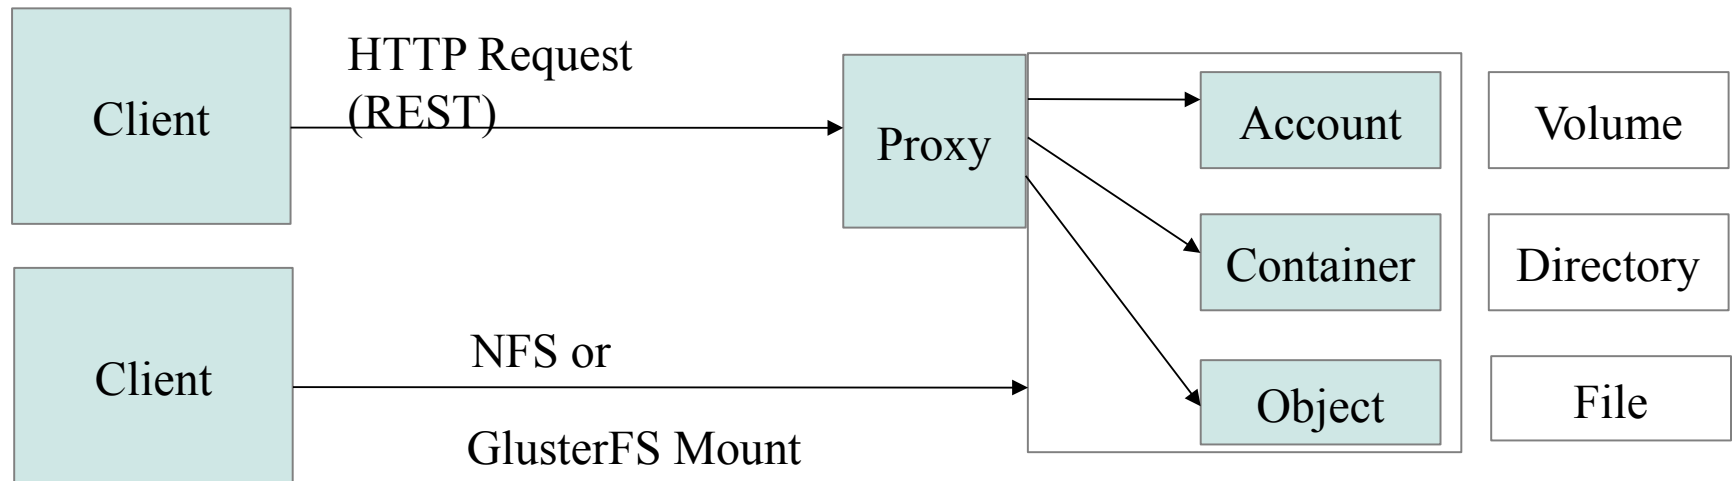 Client
HTTP Request
(REST)
Proxy
Account
Volume
Container
Directory
Client
NFS or
GlusterFS Mount
Object
File